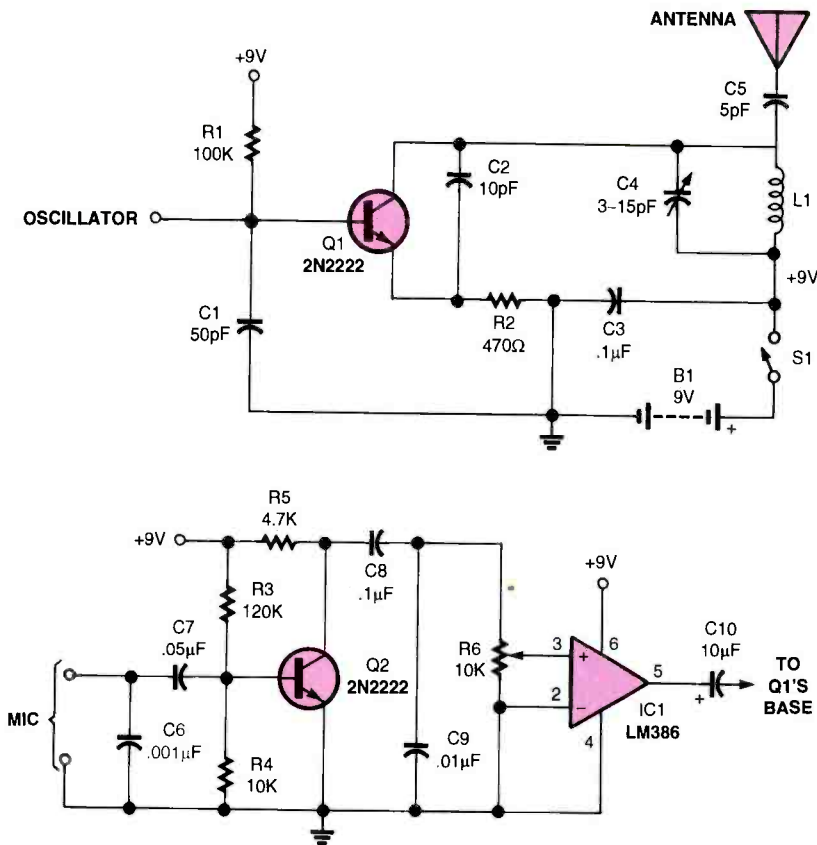 ANTENNA
+9V
C5
5pF
R1
100K
C2
10pF
C4
3-15pF
L1
OSCILLATOR
Q1
2N2222
+9V
C1
50pF
R2
470Ω
C3
.1µF
S1
B1
9V
+
R5
4.7K
+9V
C8
.1µF
+9V
R3
120K
C7
.05µF
R6
10K
3
+
6
C10
10µF
5
TO
Q1'S
BASE
Q2
2N2222
2
−
+
IC1
LM386
MIC
C6
.001µF
C9
.01µF
4
R4
10K